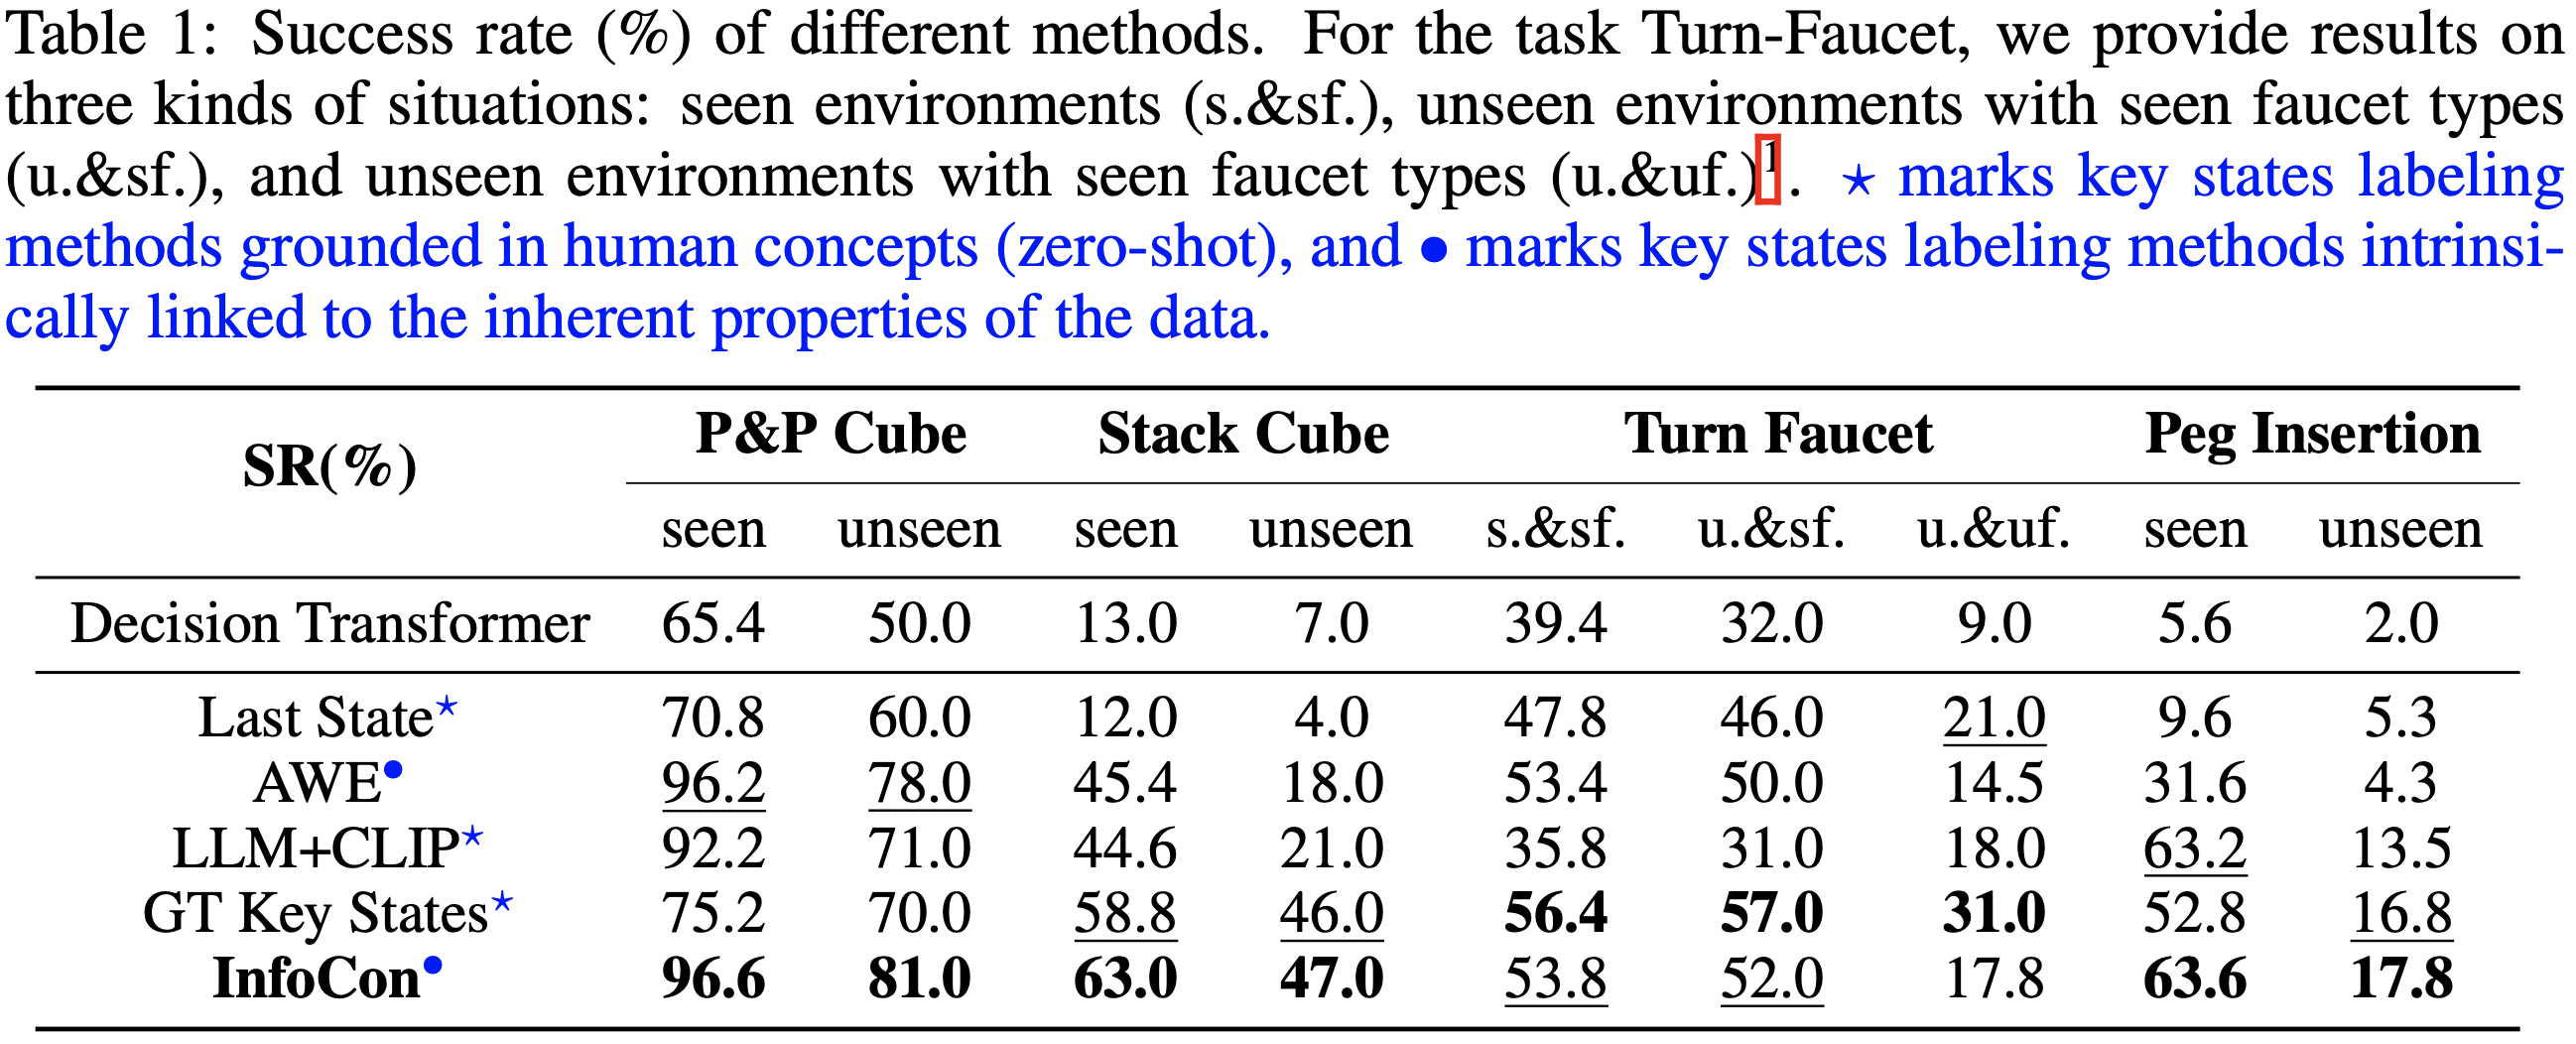 Table 1: Success rate (%) of different methods. For the task Turn-Faucet, we provide results on
three kinds of situations: seen environments (s.&sf.), unseen environments with seen faucet types
(u.&sf.), and unseen environments with seen faucet types (u.&uf.)¹. ⋆ marks key states labeling
methods grounded in human concepts (zero-shot), and ● marks key states labeling methods intrinsi-
cally linked to the inherent properties of the data.
SR(%) P&P Cube Stack Cube Turn Faucet Peg Insertion
seen unseen seen unseen s.&sf. u.&sf. u.&uf. seen unseen
Decision Transformer 65.4 50.0 13.0 7.0 39.4 32.0 9.0 5.6 2.0
Last State⋆ 70.8 60.0 12.0 4.0 47.8 46.0 21.0 9.6 5.3
AWE● 96.2 78.0 45.4 18.0 53.4 50.0 14.5 31.6 4.3
LLM+CLIP⋆ 92.2 71.0 44.6 21.0 35.8 31.0 18.0 63.2 13.5
GT Key States⋆ 75.2 70.0 58.8 46.0 56.4 57.0 31.0 52.8 16.8
InfoCon● 96.6 81.0 63.0 47.0 53.8 52.0 17.8 63.6 17.8